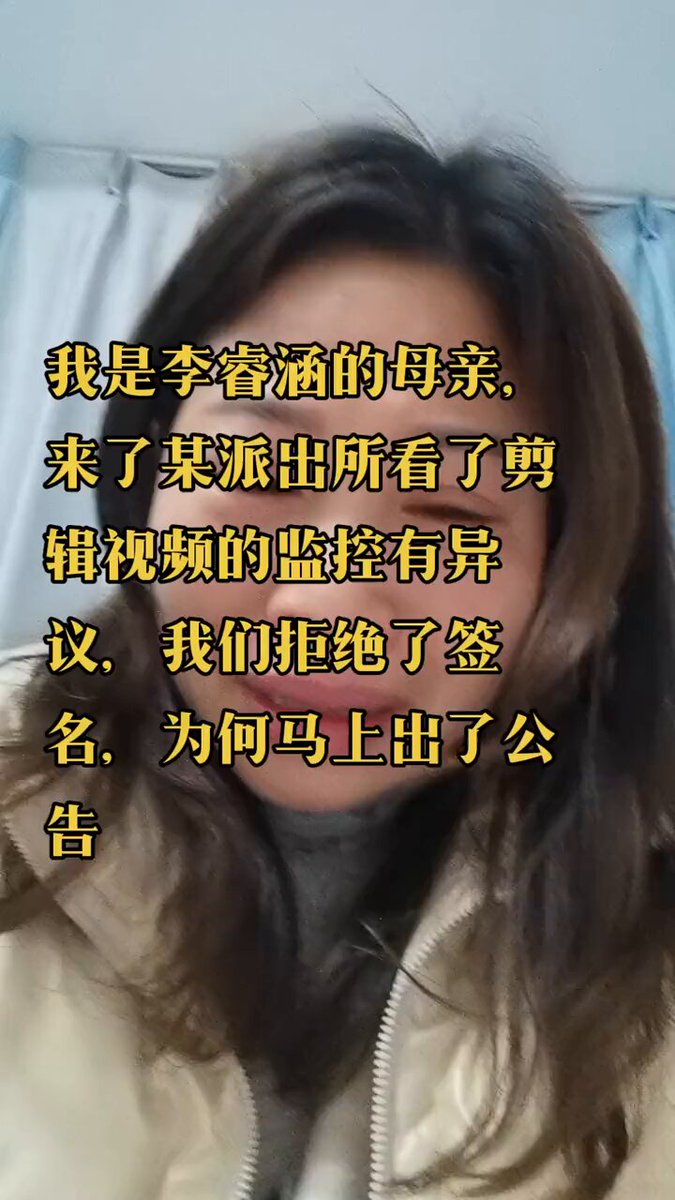 我是李睿涵的母亲，
来了某派出所看了剪
辑视频的监控有异
议，我们拒绝了签
名，为何马上出了公
告